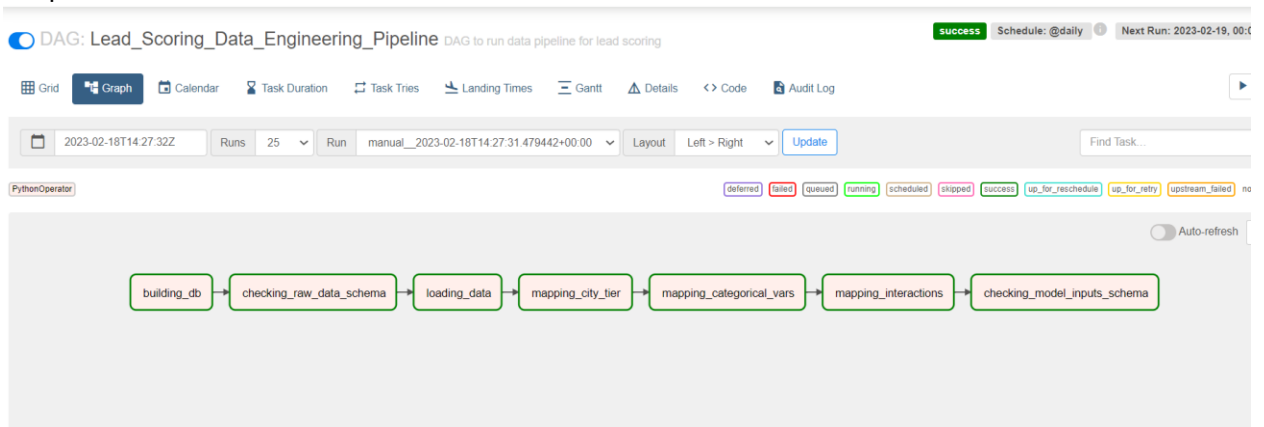 DAG: Lead_Scoring_Data_Engineering_Pipeline DAG to run data pipeline for lead scoring
success Schedule: @daily i Next Run: 2023-02-19, 00:0
Grid Graph Calendar Task Duration Task Tries Landing Times Gantt Details <> Code Audit Log
2023-02-18T14:27:32Z Runs 25 Run manual__2023-02-18T14:27:31.479442+00:00 Layout Left > Right Update Find Task...
PythonOperator deferred failed queued running scheduled skipped success up_for_reschedule up_for_retry upstream_failed no
Auto-refresh
building_db checking_raw_data_schema loading_data mapping_city_tier mapping_categorical_vars mapping_interactions checking_model_inputs_schema